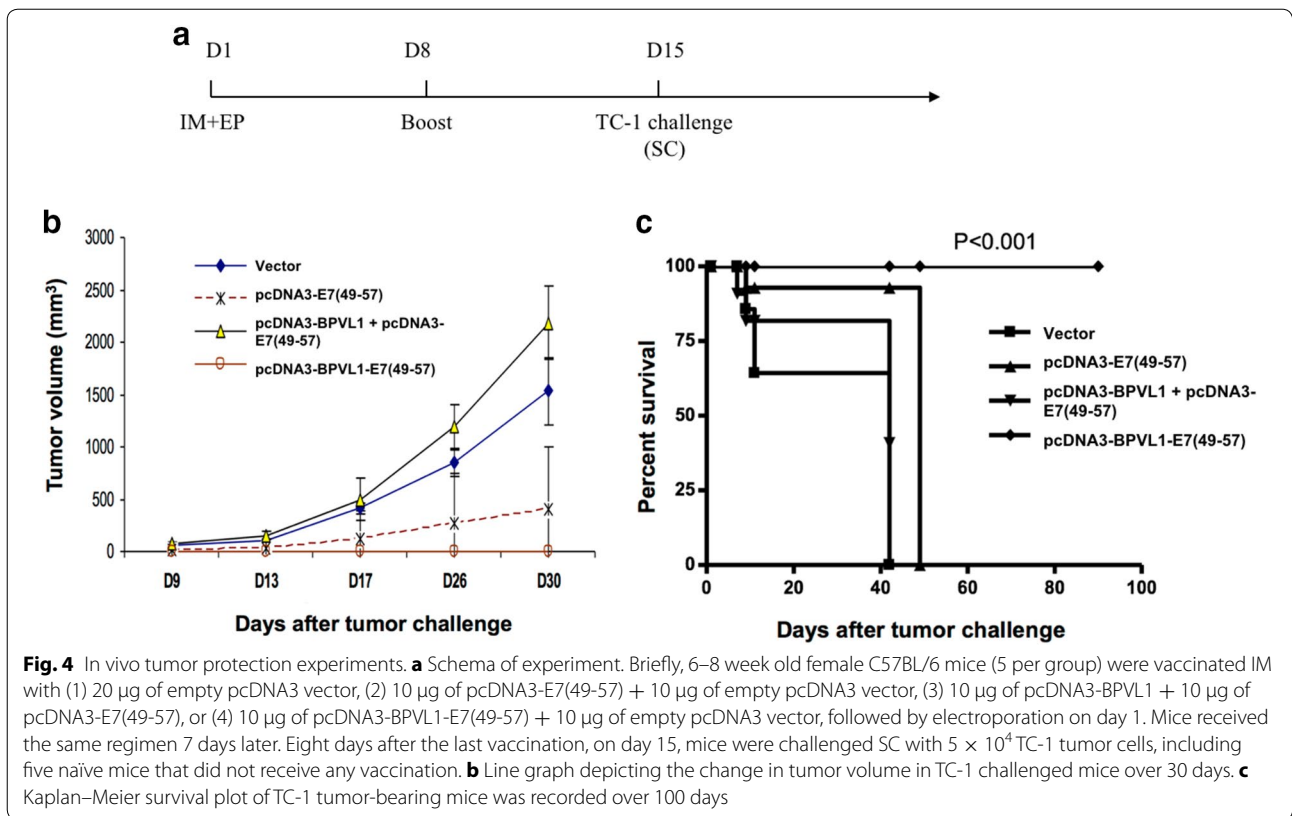 a
D1 D8 D15
IM+EP Boost TC-1 challenge
(SC)
b
3000
2500
2000
1500
1000
500
0
Tumor volume (mm³)
Vector
pcDNA3-E7(49-57)
pcDNA3-BPVL1 + pcDNA3-
E7(49-57)
pcDNA3-BPVL1-E7(49-57)
D9 D13 D17 D26 D30
Days after tumor challenge
c
P<0.001
100
75
50
25
0
Percent survival
Vector
pcDNA3-E7(49-57)
pcDNA3-BPVL1 + pcDNA3-
E7(49-57)
pcDNA3-BPVL1-E7(49-57)
0 20 40 60 80 100
Days after tumor challenge
Fig. 4 In vivo tumor protection experiments. a Schema of experiment. Briefly, 6–8 week old female C57BL/6 mice (5 per group) were vaccinated IM
with (1) 20 μg of empty pcDNA3 vector, (2) 10 μg of pcDNA3-E7(49-57) + 10 μg of empty pcDNA3 vector, (3) 10 μg of pcDNA3-BPVL1 + 10 μg of
pcDNA3-E7(49-57), or (4) 10 μg of pcDNA3-BPVL1-E7(49-57) + 10 μg of empty pcDNA3 vector, followed by electroporation on day 1. Mice received
the same regimen 7 days later. Eight days after the last vaccination, on day 15, mice were challenged SC with 5 × 10⁴ TC-1 tumor cells, including
five naïve mice that did not receive any vaccination. b Line graph depicting the change in tumor volume in TC-1 challenged mice over 30 days. c
Kaplan–Meier survival plot of TC-1 tumor-bearing mice was recorded over 100 days